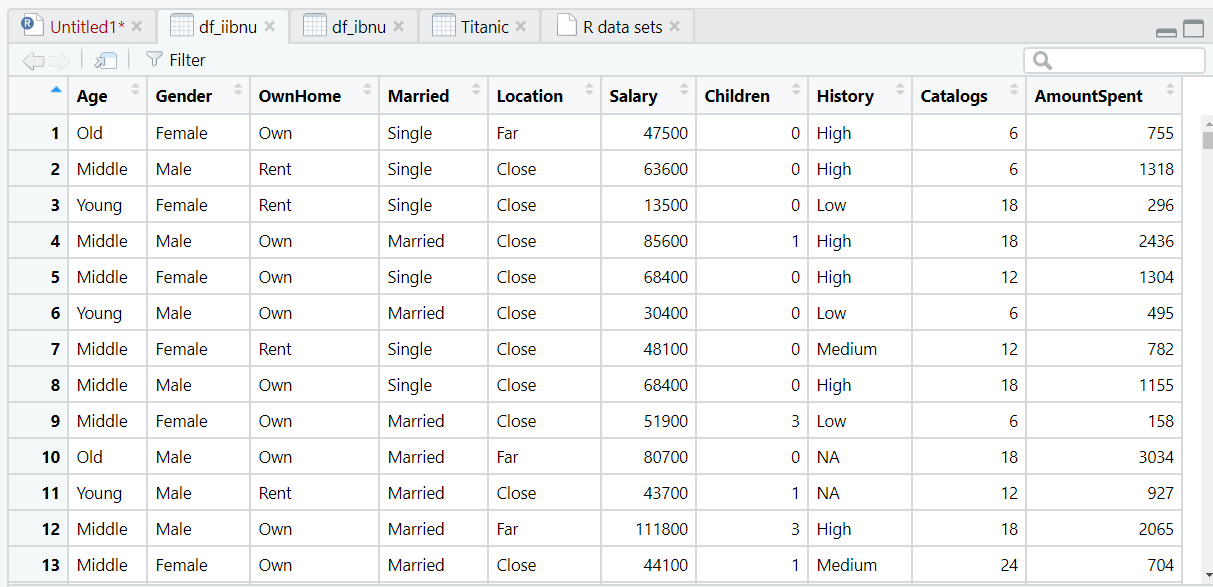 Untitled1* df_iibnu df_ibnu Titanic R data sets
Filter
Age Gender OwnHome Married Location Salary Children History Catalogs AmountSpent
1 Old Female Own Single Far 47500 0 High 6 755
2 Middle Male Rent Single Close 63600 0 High 6 1318
3 Young Female Rent Single Close 13500 0 Low 18 296
4 Middle Male Own Married Close 85600 1 High 18 2436
5 Middle Female Own Single Close 68400 0 High 12 1304
6 Young Male Own Married Close 30400 0 Low 6 495
7 Middle Female Rent Single Close 48100 0 Medium 12 782
8 Middle Male Own Single Close 68400 0 High 18 1155
9 Middle Female Own Married Close 51900 3 Low 6 158
10 Old Male Own Married Far 80700 0 NA 18 3034
11 Young Male Rent Married Close 43700 1 NA 12 927
12 Middle Male Own Married Far 111800 3 High 18 2065
13 Middle Female Own Married Close 44100 1 Medium 24 704